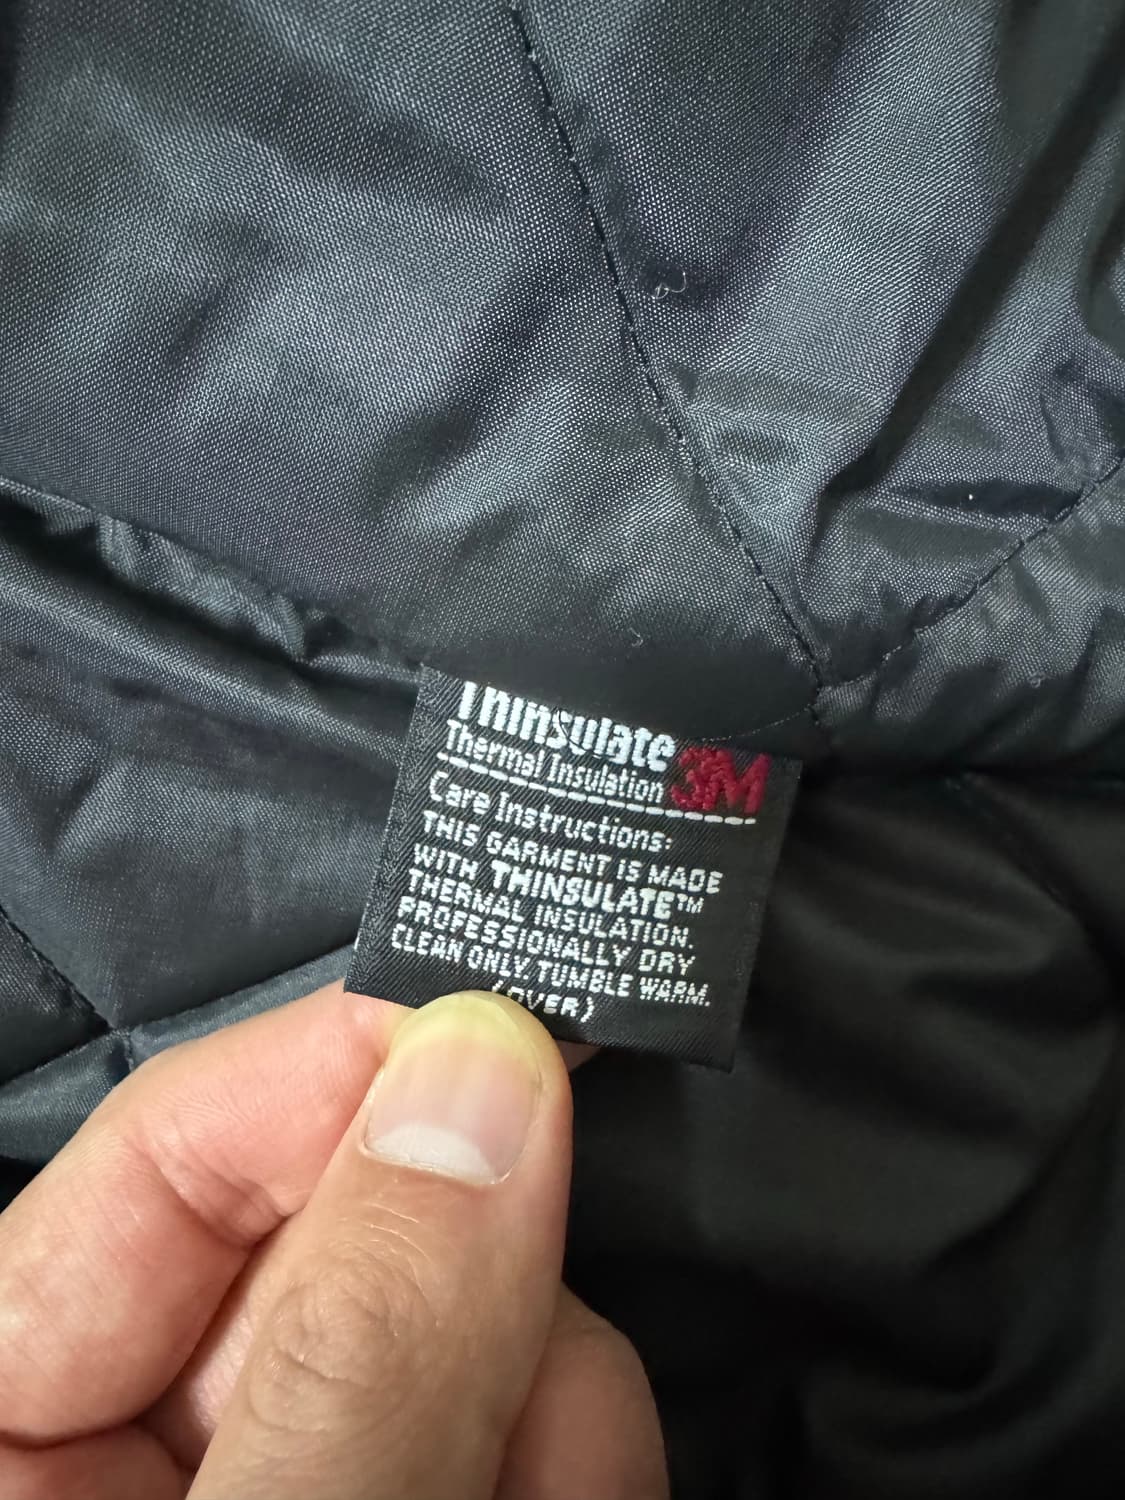 Thinsulate
Thermal Insulation 3M
Care Instructions:
THIS GARMENT IS MADE
WITH THINSULATE™
THERMAL INSULATION.
PROFESSIONALLY DRY
CLEAN ONLY, TUMBLE WARM.
(OVER)